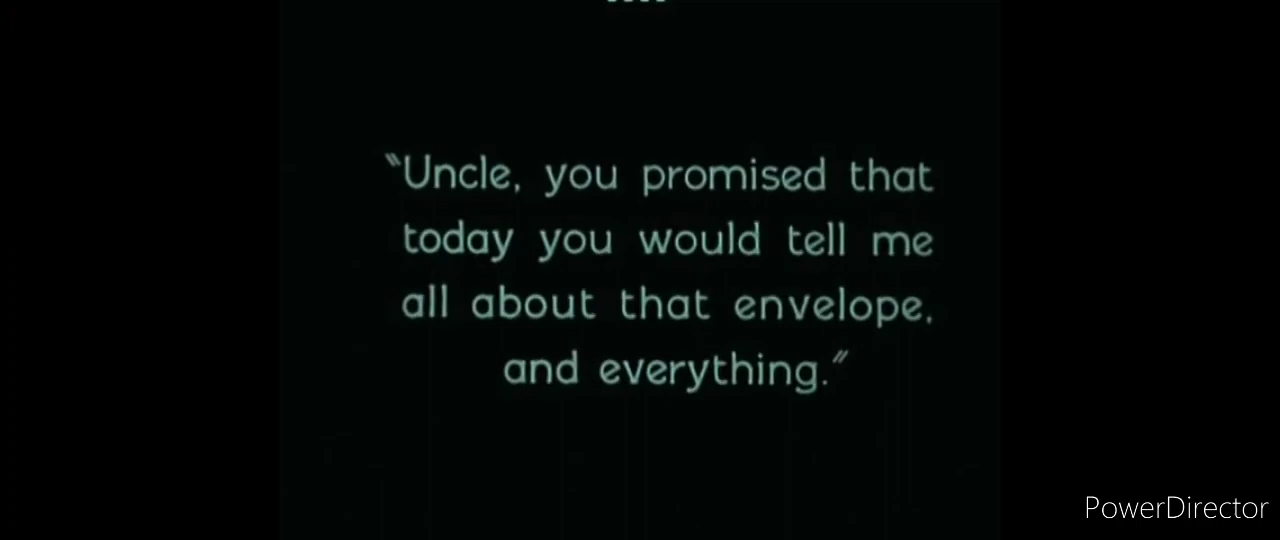 “Uncle, you promised that
today you would tell me
all about that envelope,
and everything.”
PowerDirector